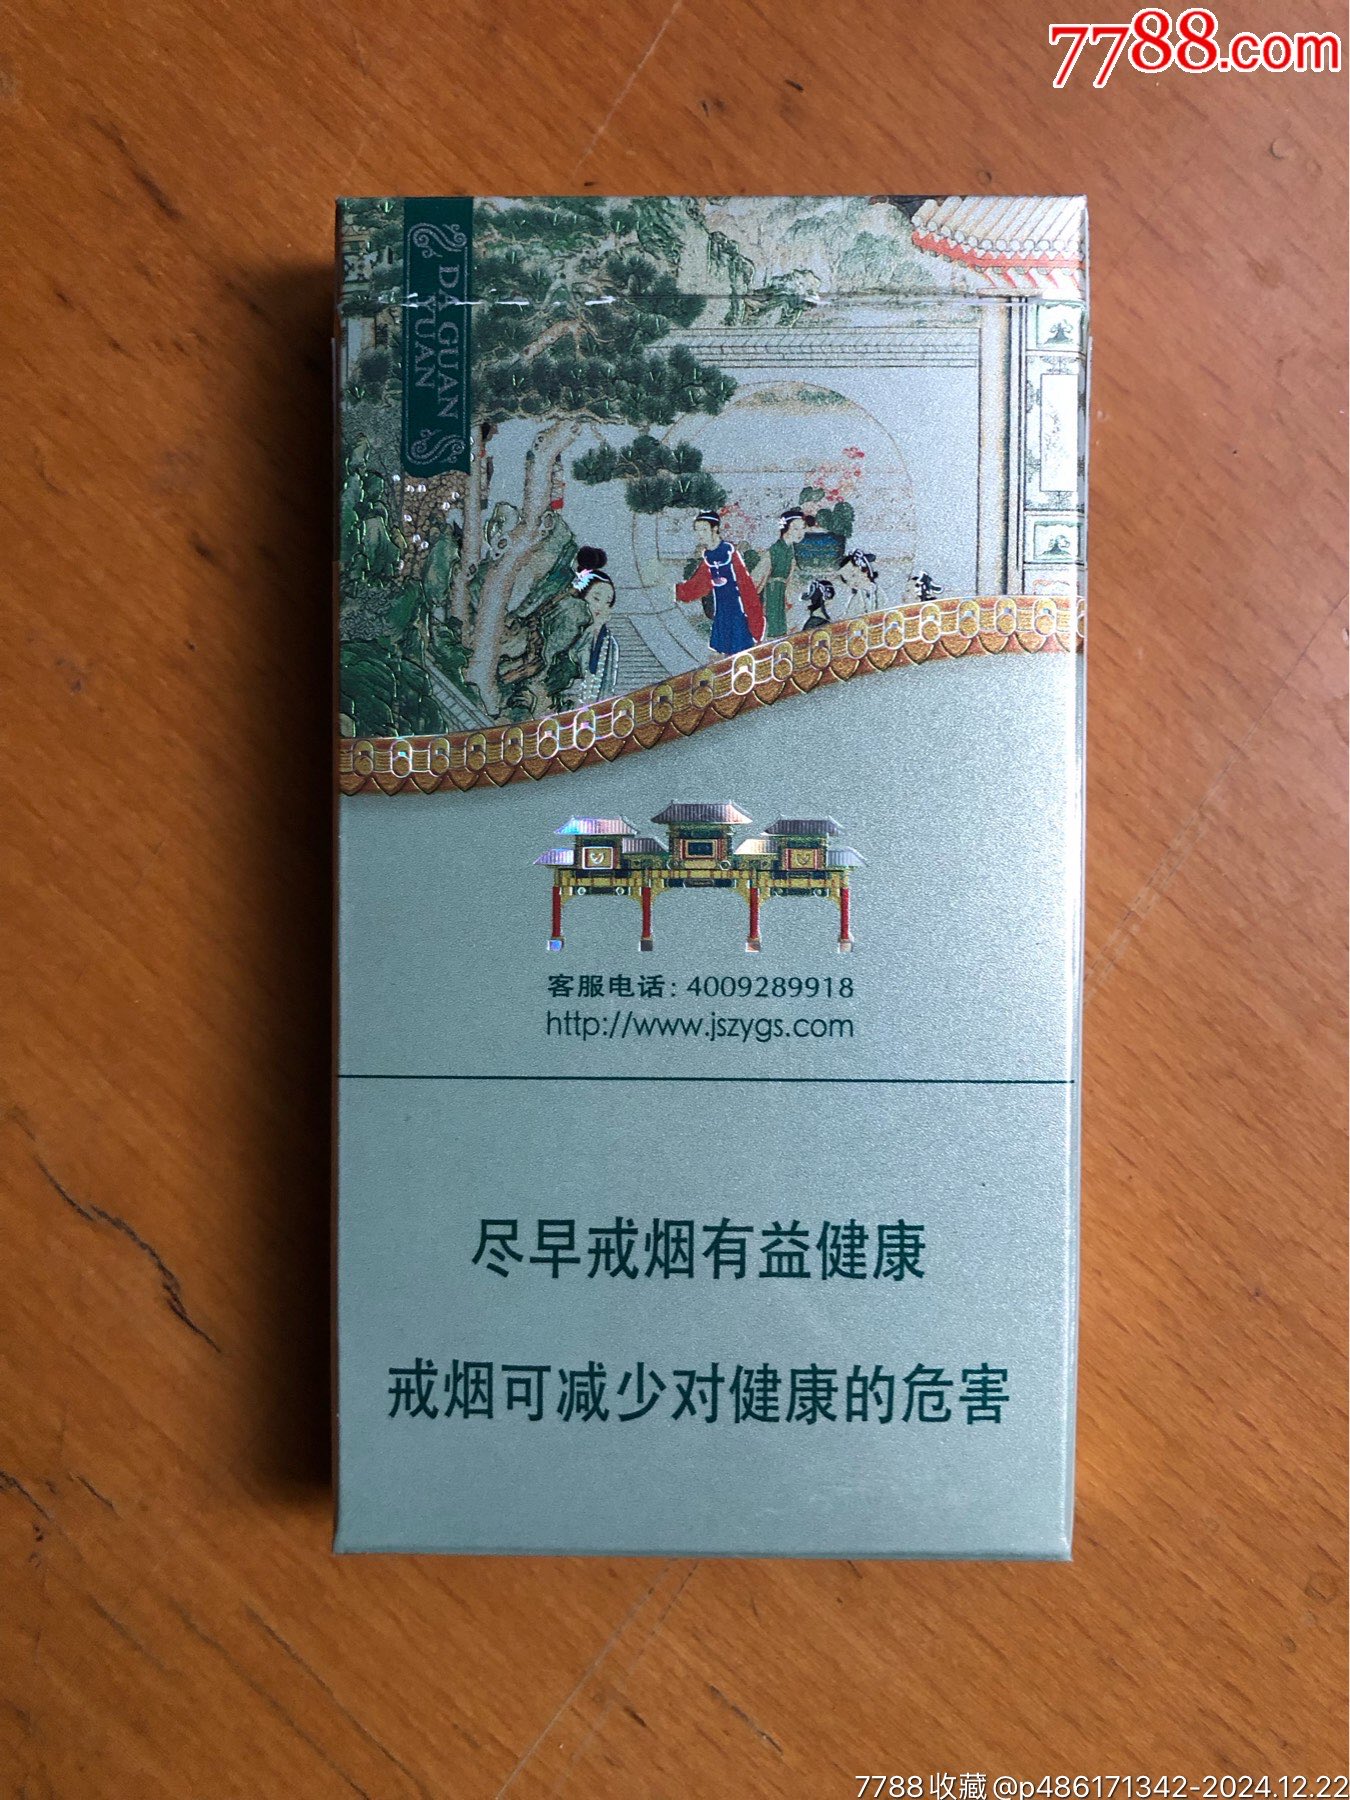 7788.com
DA GUAN
YUAN
客服电话: 4009289918
http://www.jszygs.com
尽早戒烟有益健康
戒烟可减少对健康的危害
7788收藏@p486171342-2024.12.22